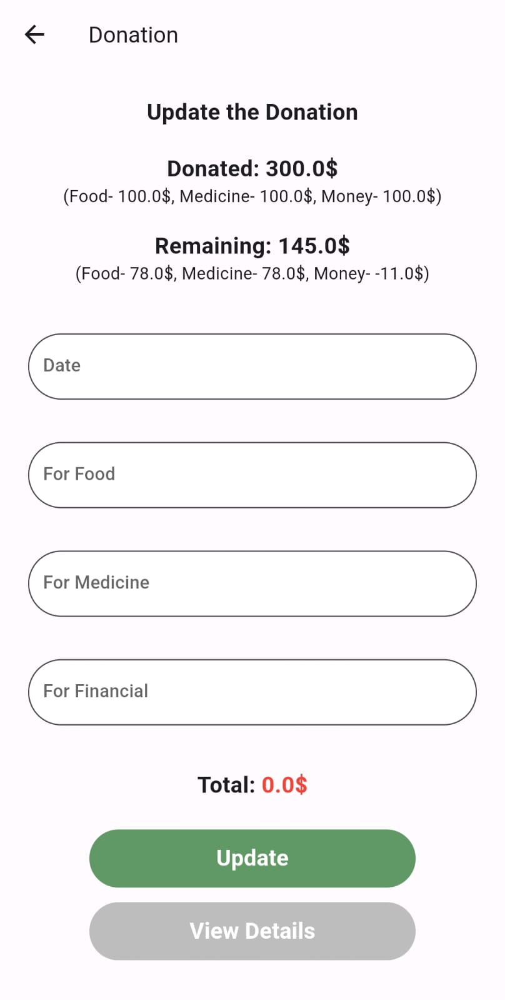 Donation
Update the Donation
Donated: 300.0$
(Food- 100.0$, Medicine- 100.0$, Money- 100.0$)
Remaining: 145.0$
(Food- 78.0$, Medicine- 78.0$, Money- -11.0$)
Date
For Food
For Medicine
For Financial
Total: 0.0$
Update
View Details